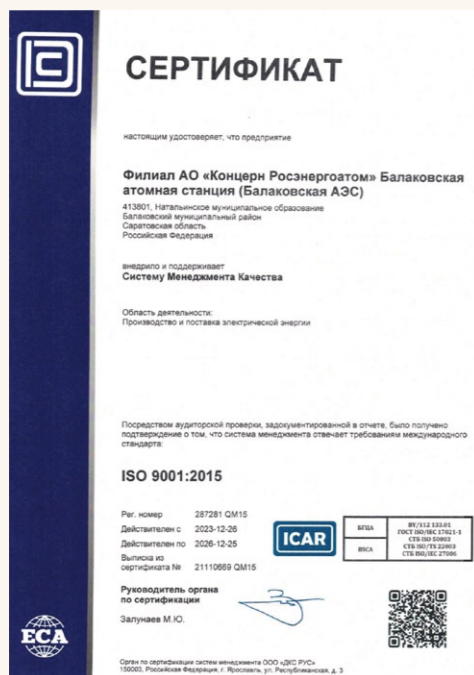 СЕРТИФИКАТ
настоящим удостоверяет, что предприятие
Филиал АО «Концерн Росэнергоатом» Балаковская
атомная станция (Балаковская АЭС)
413801, Натальинское муниципальное образование
Балаковский муниципальный район
Саратовская область
Российская Федерация
внедрило и поддерживает
Систему Менеджмента Качества
Область деятельности:
Производство и поставка электрической энергии
Посредством аудиторской проверки, задокументированной в отчете, было получено
подтверждение о том, что система менеджмента отвечает требованиям международного
стандарта:
ISO 9001:2015
Рег. номер 287281 QM15
Действителен с 2023-12-26
Действителен по 2026-12-25
Выписка из
сертификата № 21110669 QM15
ICAR
БГЦА
BSCA
BY/112 133.01
ГОСТ ISO/IEC 17021-1
СТБ ISO 50003
СТБ ISO/TS 22003
СТБ ISO/IEC 27006
Руководитель органа
по сертификации
Залунаев М.Ю.
ECA
Орган по сертификации систем менеджмента ООО «ДКС РУС»
150003, Российская Федерация, г. Ярославль, ул. Республиканская, д. 3